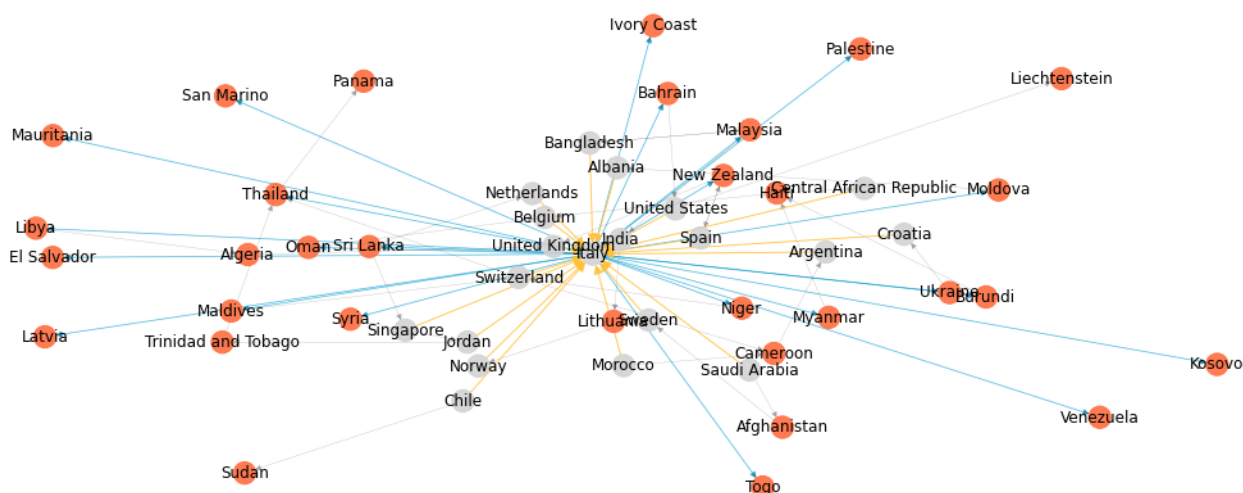 Ivory Coast
Palestine
Liechtenstein
Panama
San Marino
Bahrain
Mauritania
Malaysia
Bangladesh
Albania
New Zealand
Central African Republic
Haiti
Moldova
Thailand
Netherlands
United States
Belgium
Libya
Croatia
India
Spain
Oman
Sri Lanka
United Kingdom
Algeria
Argentina
El Salvador
Italy
Switzerland
Ukraine
Burundi
Maldives
Niger
Myanmar
Syria
Lithuania
Sweden
Singapore
Latvia
Trinidad and Tobago
Jordan
Cameroon
Norway
Morocco
Saudi Arabia
Kosovo
Chile
Venezuela
Afghanistan
Sudan
Togo